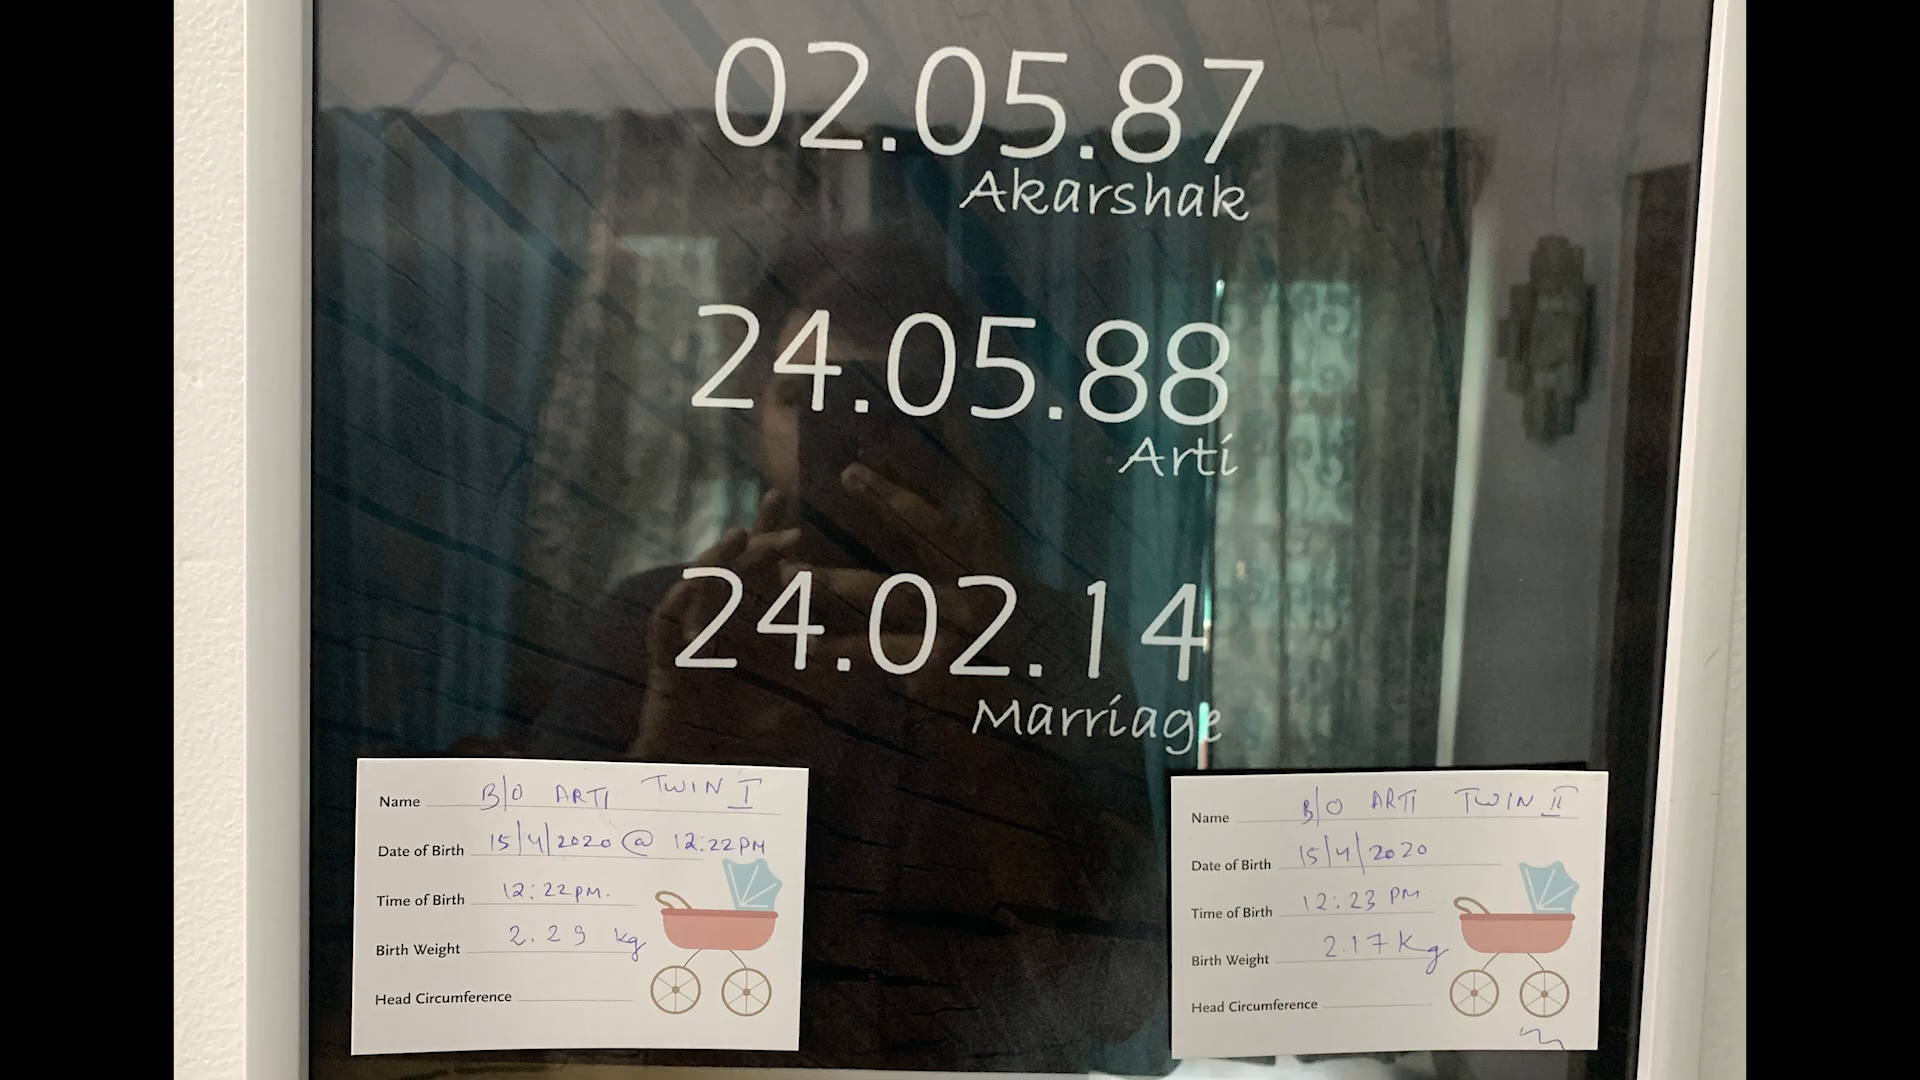 02.05.87
Akarshak
24.05.88
Arti
24.02.14
Marriage
Name B/O ARTI TWIN I
Date of Birth 15/4/2020 @ 12:22PM
Time of Birth 12:22PM.
Birth Weight 2.29 kg
Head Circumference
Name B/O ARTI TWIN II
Date of Birth 15/4/2020
Time of Birth 12:23 PM
Birth Weight 2.17 Kg
Head Circumference